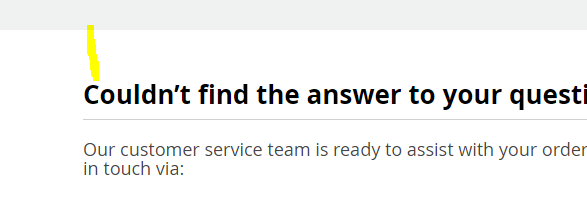 Couldn’t find the answer to your questi
Our customer service team is ready to assist with your order
in touch via: